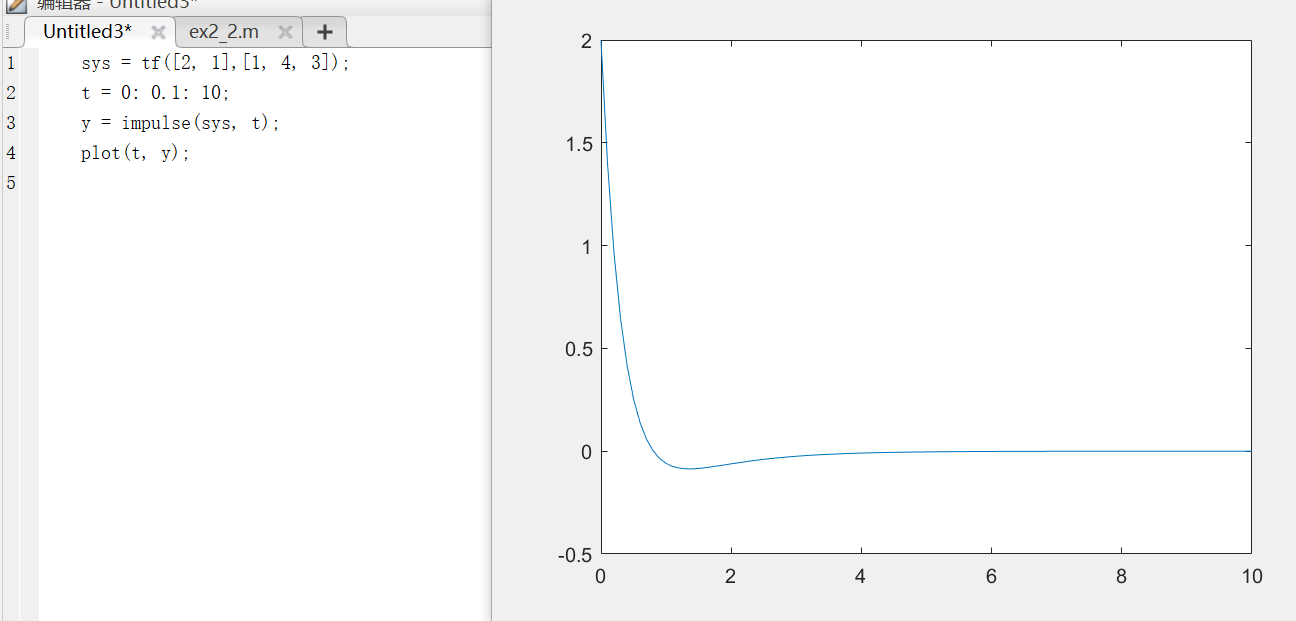 编辑器 - Untitled3*
Untitled3* ex2_2.m
1 sys = tf([2, 1],[1, 4, 3]);
2 t = 0: 0.1: 10;
3 y = impulse(sys, t);
4 plot(t, y);
5
2
1.5
1
0.5
0
-0.5
0 2 4 6 8 10